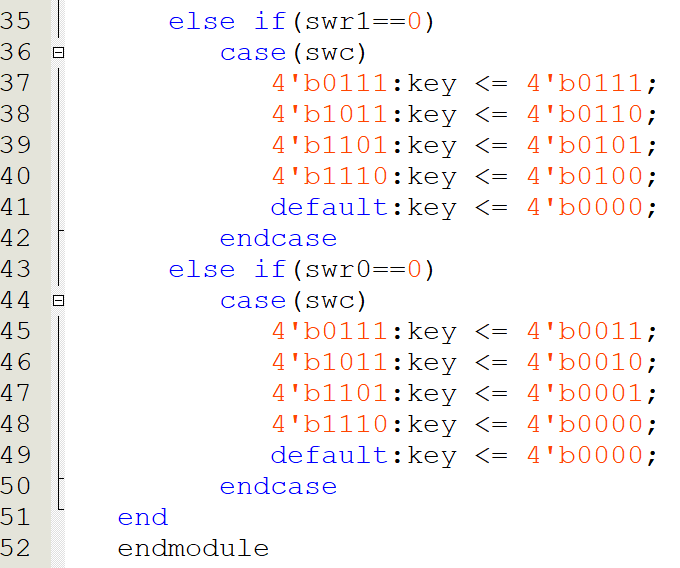 35 else if(swr1==0)
36 case(swc)
37 4'b0111:key <= 4'b0111;
38 4'b1011:key <= 4'b0110;
39 4'b1101:key <= 4'b0101;
40 4'b1110:key <= 4'b0100;
41 default:key <= 4'b0000;
42 endcase
43 else if(swr0==0)
44 case(swc)
45 4'b0111:key <= 4'b0011;
46 4'b1011:key <= 4'b0010;
47 4'b1101:key <= 4'b0001;
48 4'b1110:key <= 4'b0000;
49 default:key <= 4'b0000;
50 endcase
51 end
52 endmodule